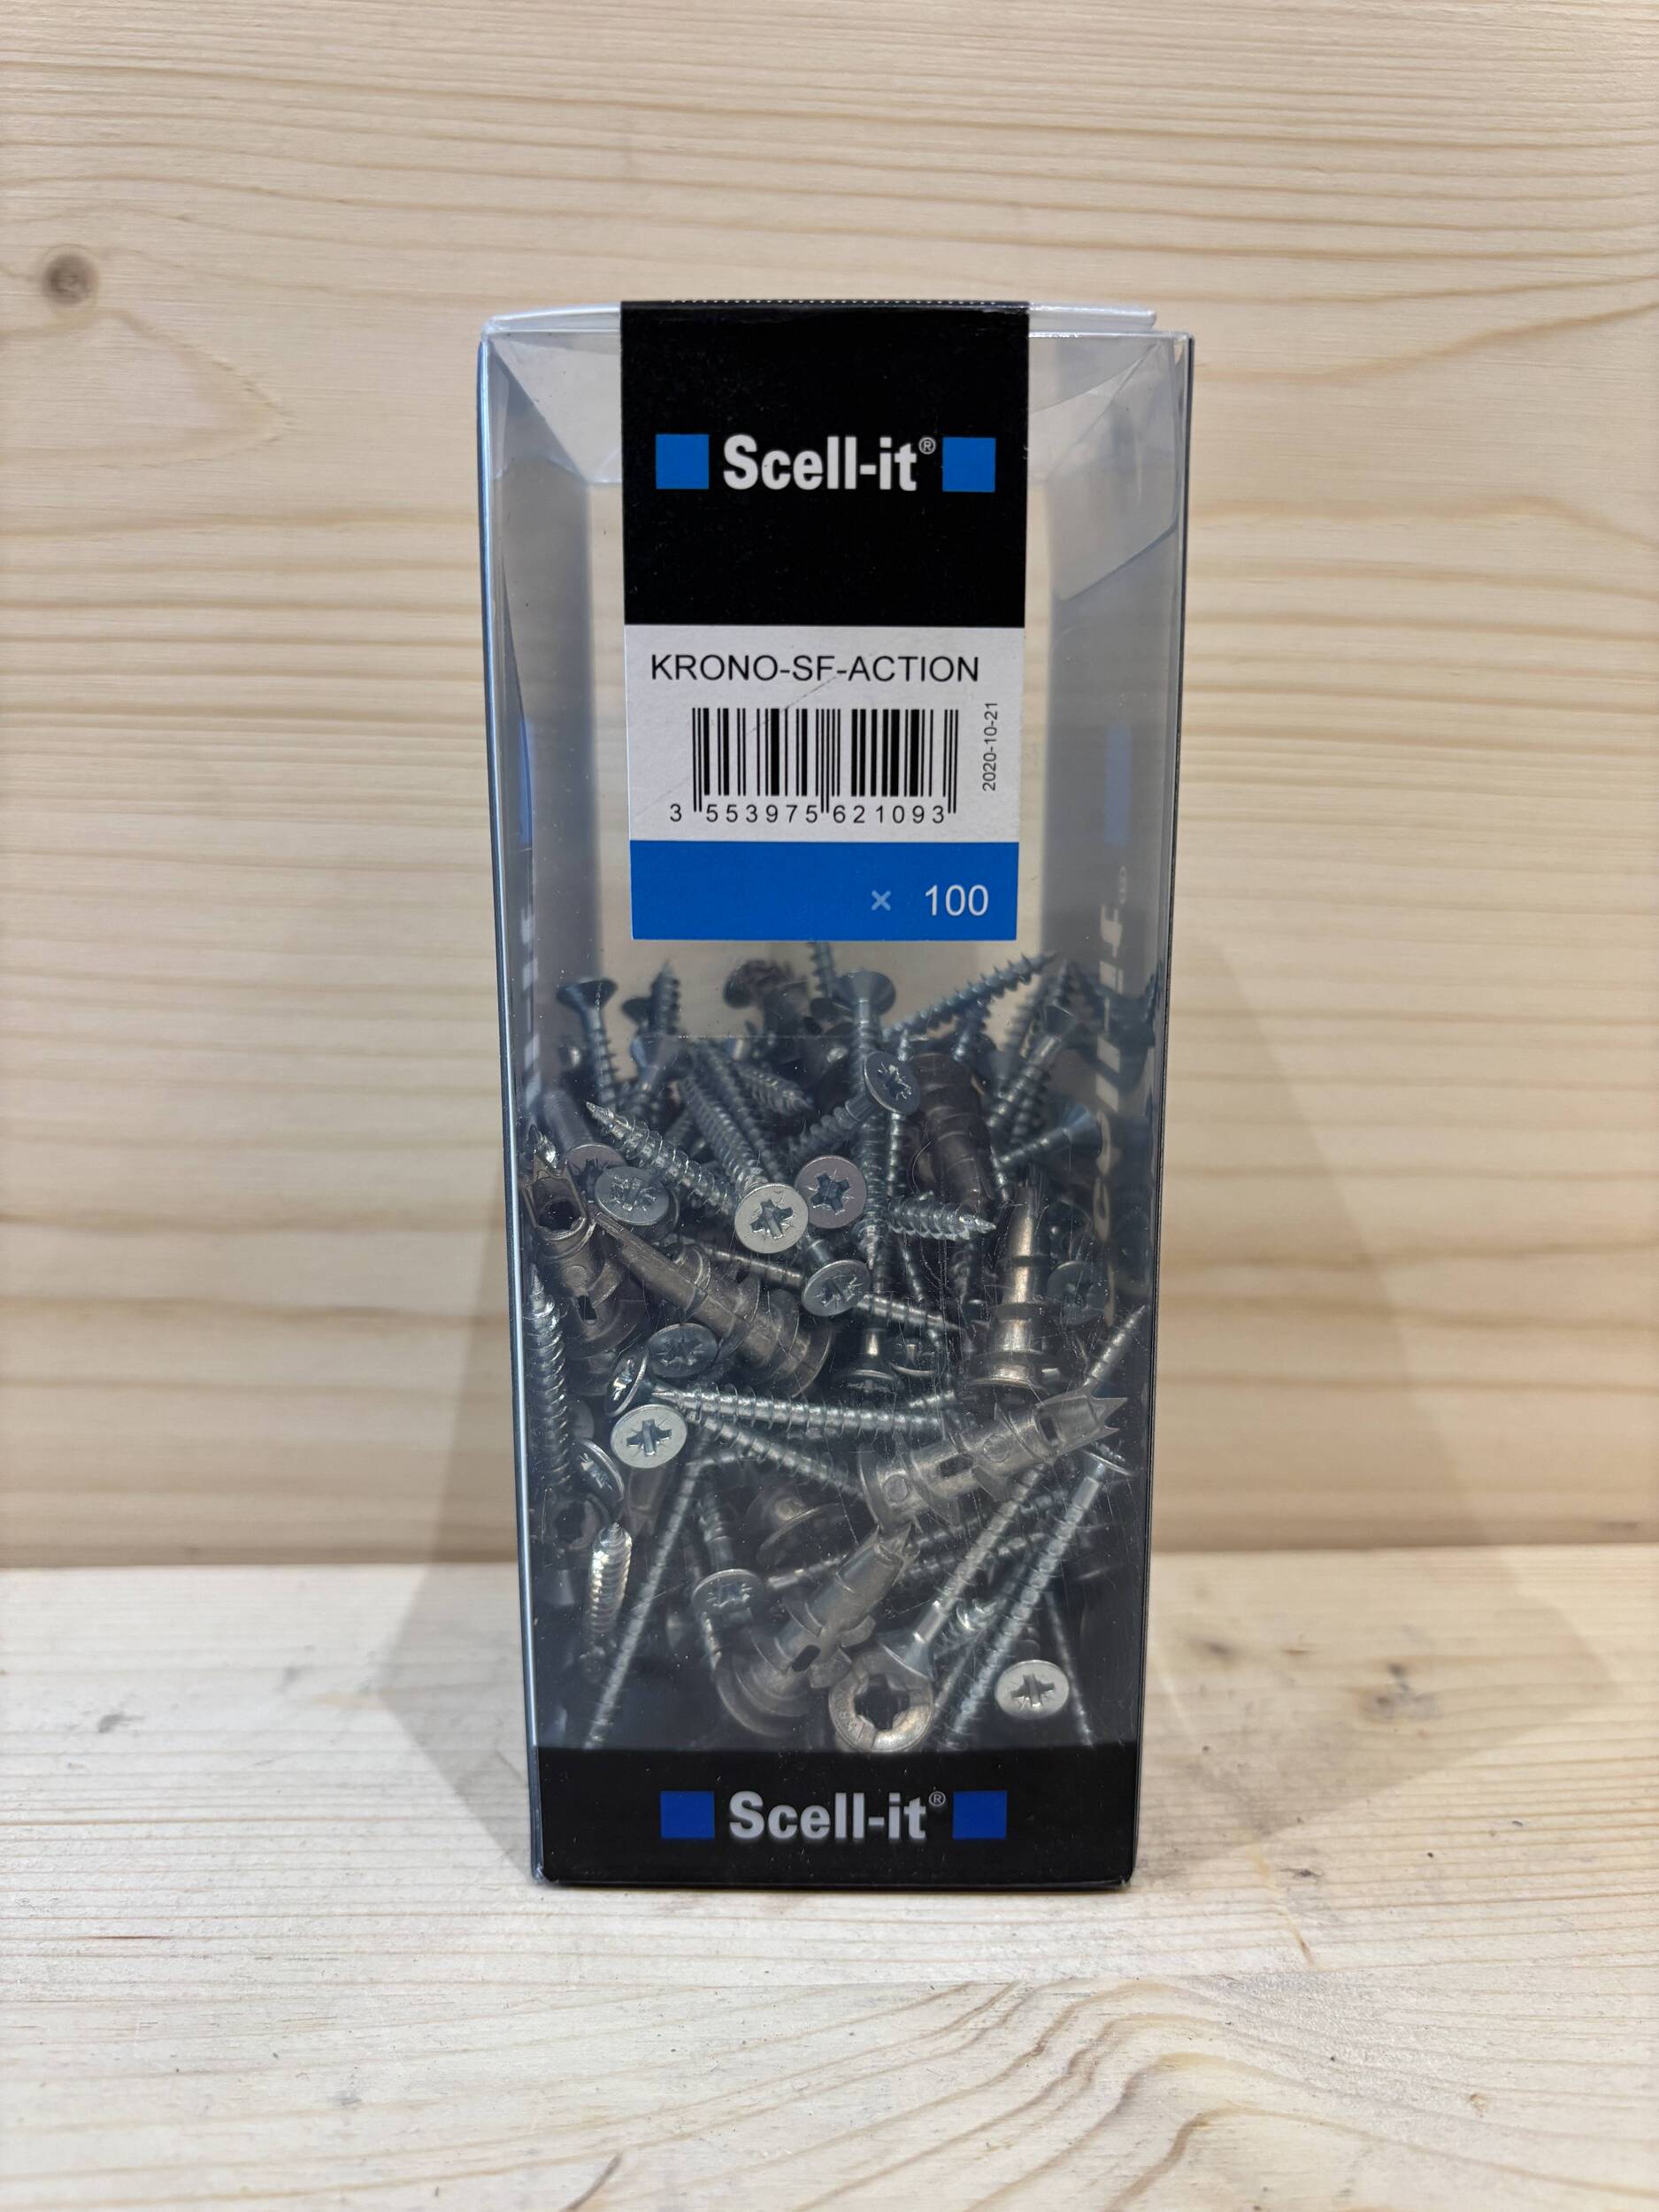 Scell-it®
KRONO-SF-ACTION
2020-10-21
3 553975 621093
× 100
Scell-it®